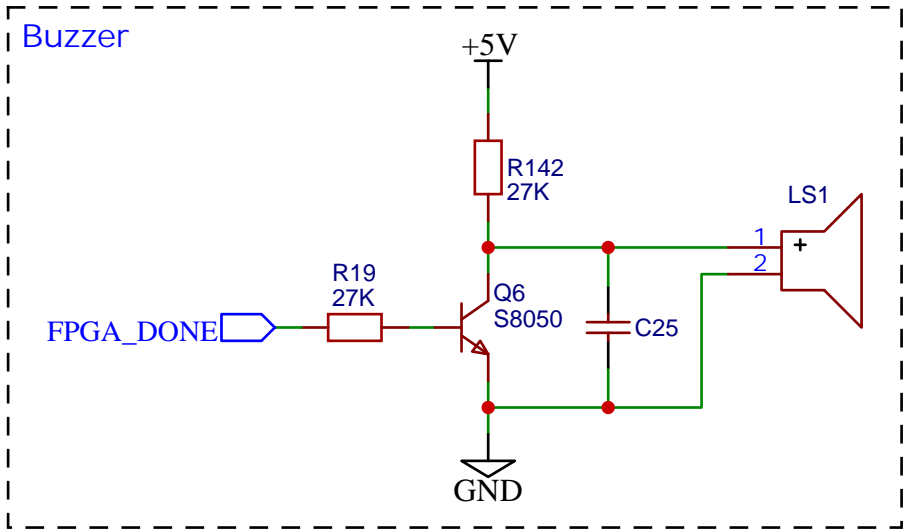 Buzzer
+5V
R142
27K
LS1
1
+
2
R19
27K
Q6
S8050
FPGA_DONE
C25
GND